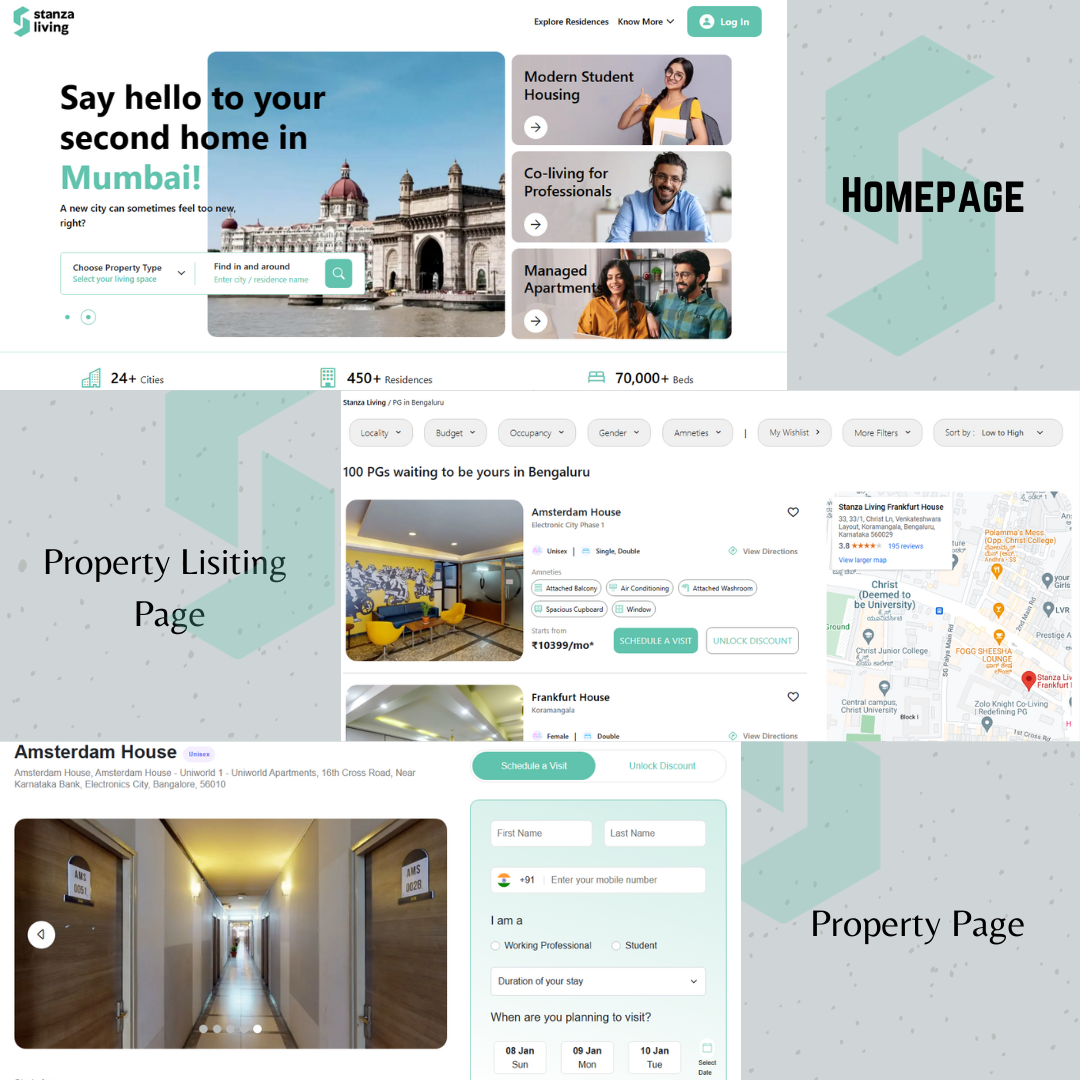 stanza
living
Explore Residences
Know More
Log In
Say hello to your
second home in
Mumbai!
A new city can sometimes feel too new,
right?
Choose Property Type
Select your living space
Find in and around
Enter city / residence name
Modern Student
Housing
Co-living for
Professionals
Managed
Apartments
24+ Cities
450+ Residences
70,000+ Beds
Homepage
Property Lisiting
Page
Stanza Living / PG in Bengaluru
Locality
Budget
Occupancy
Gender
Amneties
|
My Wishlist
More Filters
Sort by : Low to High
100 PGs waiting to be yours in Bengaluru
Amsterdam House
Electronic City Phase 1
Unisex | Single, Double
View Directions
Amneties
Attached Balcony
Air Conditioning
Attached Washroom
Spacious Cupboard
Window
Starts from
₹10399/mo*
SCHEDULE A VISIT
UNLOCK DISCOUNT
Frankfurt House
Koramangala
Female | Double
View Directions
Stanza Living Frankfurt House
33, 33/1, Christ Ln, Venkateshwara
Layout, Koramangala, Bengaluru,
Karnataka 560029
3.8 ★★★★ 195 reviews
View larger map
Polamma's Mess
(Opp. Christ College)
Andhra - $$
Christ
(Deemed to
be University)
you're
Girls
LVR
2nd Main Rd
Ground
Prestige A
Christ Junior College
SG Palya Main Rd
FOGG SHEESHA
LOUNGE
Stanza Liv
Frankfurt
Central campus,
Christ University
Block I
Zolo Knight Co-Living
| Redefining PG
1st Cross Rd
Amsterdam House
Unisex
Amsterdam House, Amsterdam House - Uniworld 1 - Uniworld Apartments, 16th Cross Road, Near
Karnataka Bank, Electronics City, Bangalore, 56010
AMS
0051
AMS
0028
Schedule a Visit
Unlock Discount
First Name
Last Name
+91
Enter your mobile number
I am a
Working Professional
Student
Duration of your stay
When are you planning to visit?
08 Jan
Sun
09 Jan
Mon
10 Jan
Tue
Select
Date
Property Page